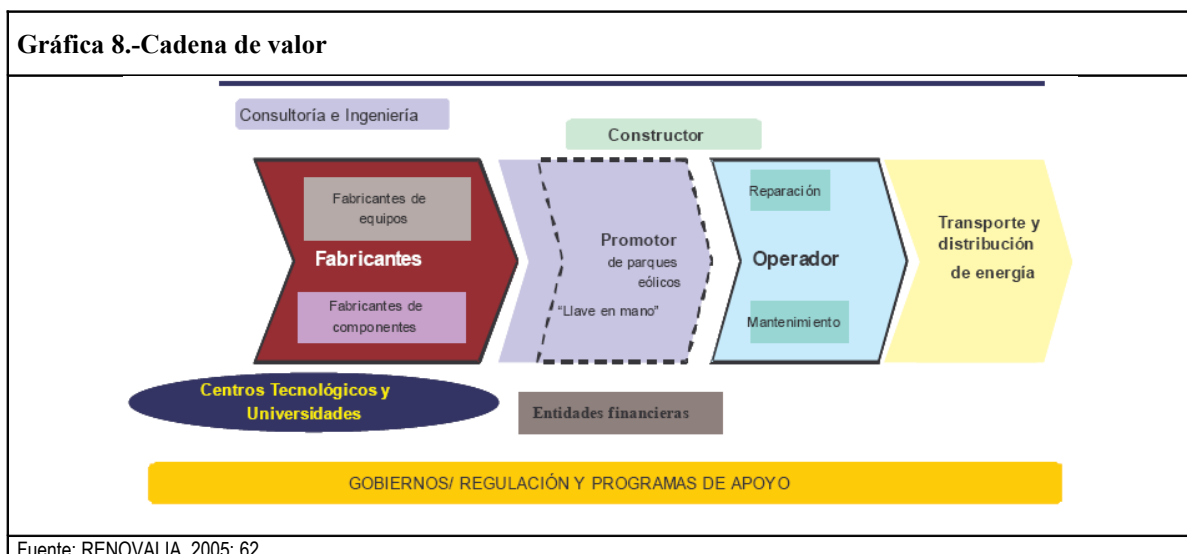 Gráfica 8.-Cadena de valor
Consultoría e Ingeniería
Constructor
Fabricantes de
equipos
Fabricantes
Fabricantes de
componentes
Promotor
de parques
eólicos
“Llave en mano”
Reparación
Operador
Mantenimiento
Transporte y
distribución
de energía
Centros Tecnológicos y
Universidades
Entidades financieras
GOBIERNOS/ REGULACIÓN Y PROGRAMAS DE APOYO
Fuente: RENOVALIA, 2005: 62